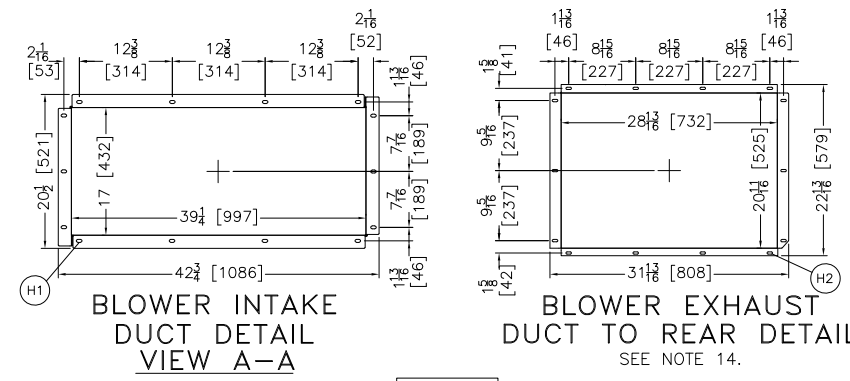 2 1/16
[53]
12 3/8
[314]
12 3/8
[314]
12 3/8
[314]
2 1/16
[52]
1 13/16
[46]
7 7/16
[189]
7 7/16
[189]
1 13/16
[46]
20 1/2 [521]
17 [432]
39 1/4 [997]
42 3/4 [1086]
H1
BLOWER INTAKE
DUCT DETAIL
VIEW A-A
1 13/16
[46]
8 15/16
[227]
8 15/16
[227]
8 15/16
[227]
1 13/16
[46]
1 5/8
[41]
9 5/16
[237]
9 5/16
[237]
1 5/8
[42]
28 13/16 [732]
20 11/16 [525]
22 13/16 [579]
31 13/16 [808]
H2
BLOWER EXHAUST
DUCT TO REAR DETAIL
SEE NOTE 14.